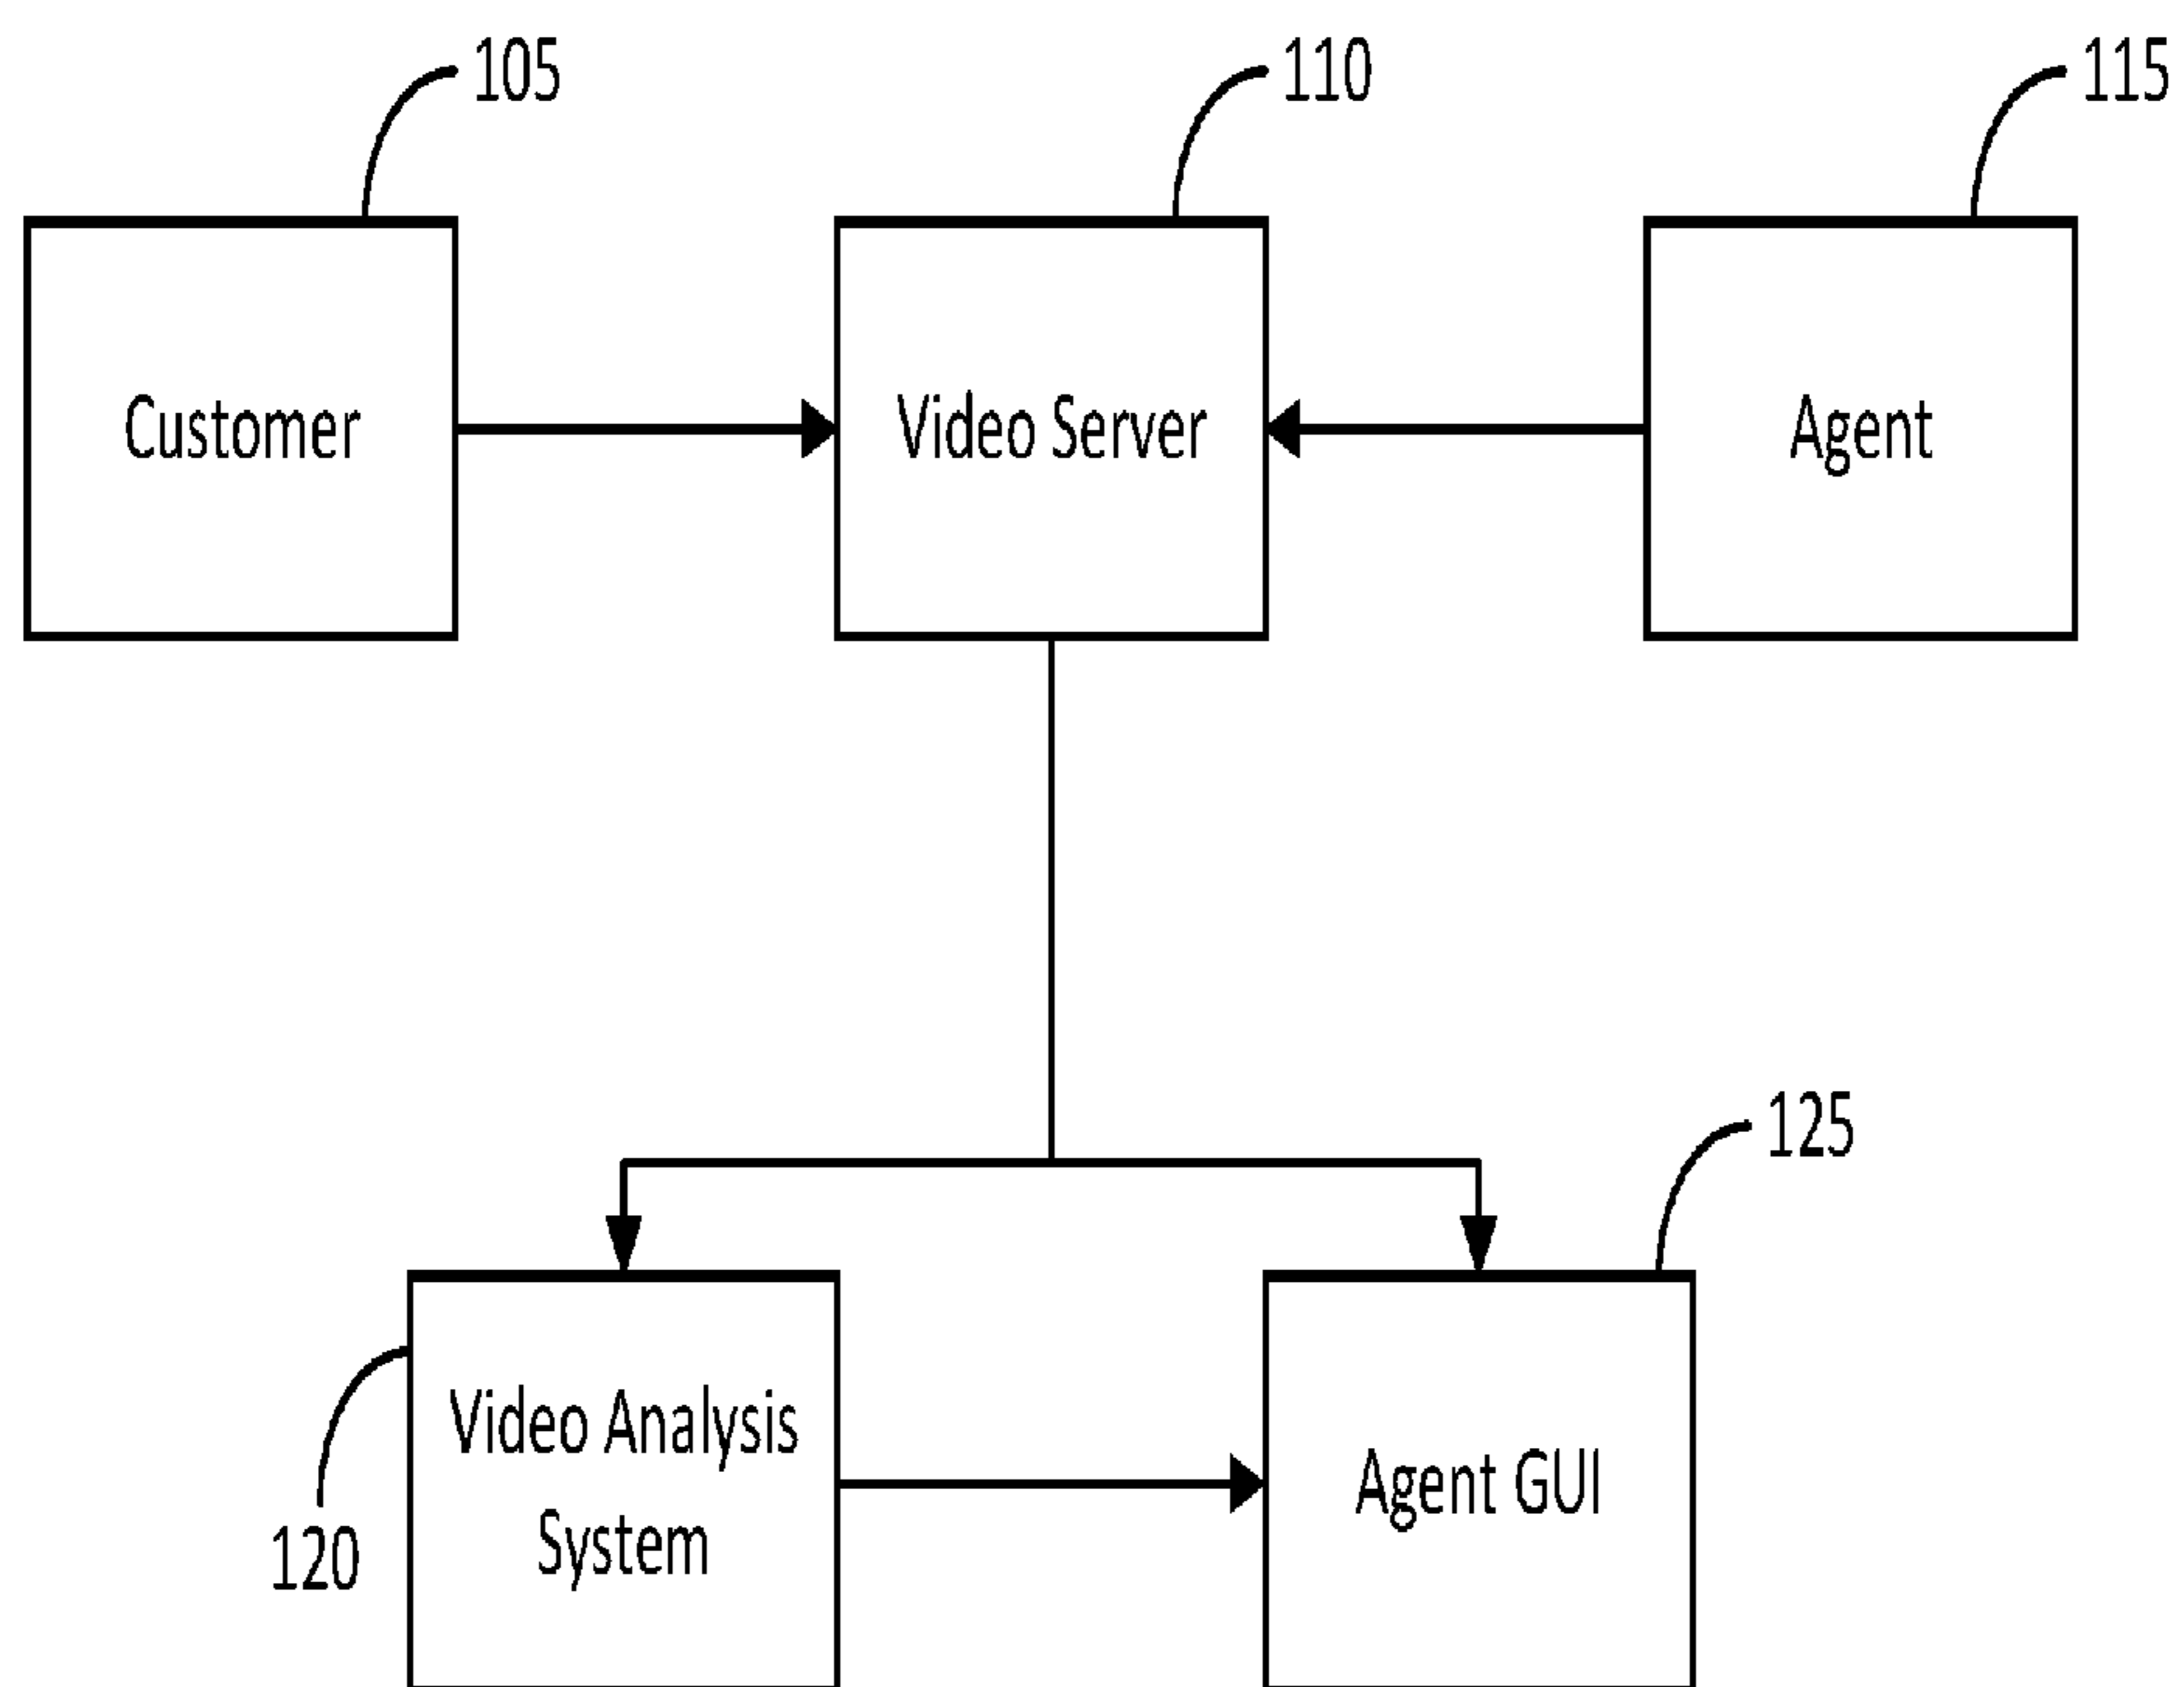 105
110
115
Customer
Video Server
Agent
125
Video Analysis
System
Agent GUI
120